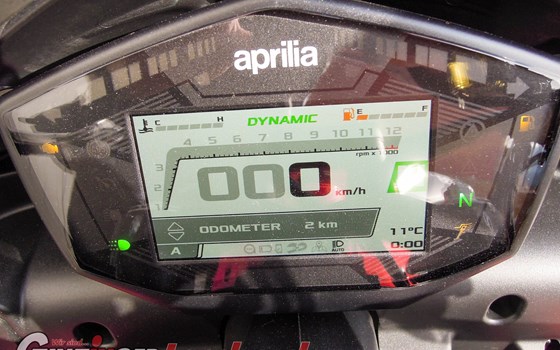 aprilia
C H DYNAMIC E F
4 5 6 7 8 9 10 11 12
rpm x 1000
3
2
1
000 km/h
ODOMETER 2 km
11°C
A AUTO 0:00
N